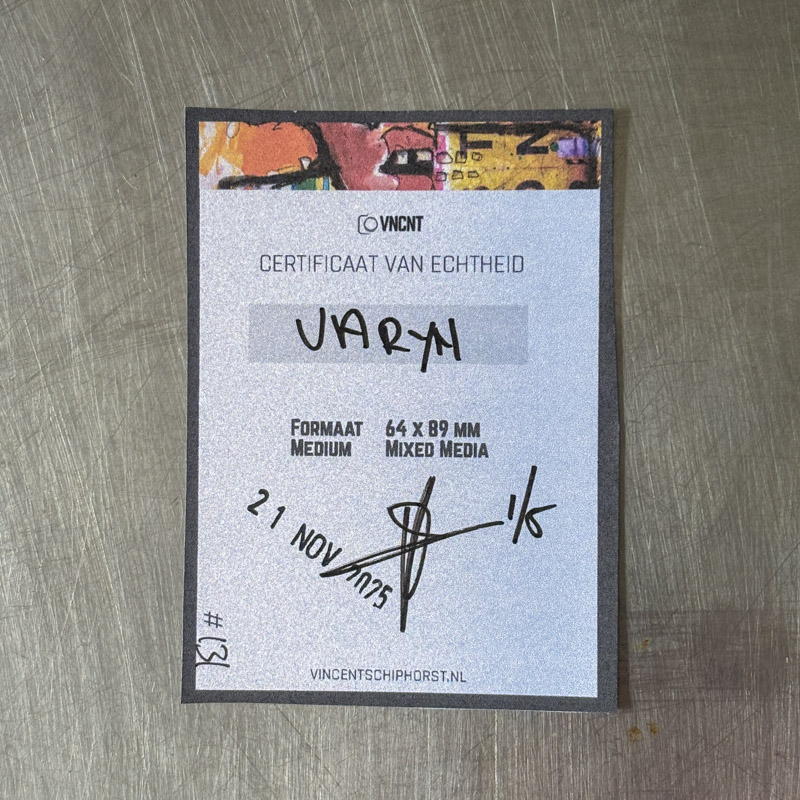 VNCNT
CERTIFICAAT VAN ECHTHEID
VARYN
FORMAAT 64 X 89 MM
MEDIUM MIXED MEDIA
1/5
21 NOV 2025
#131
VINCENTSCHIPHORST.NL